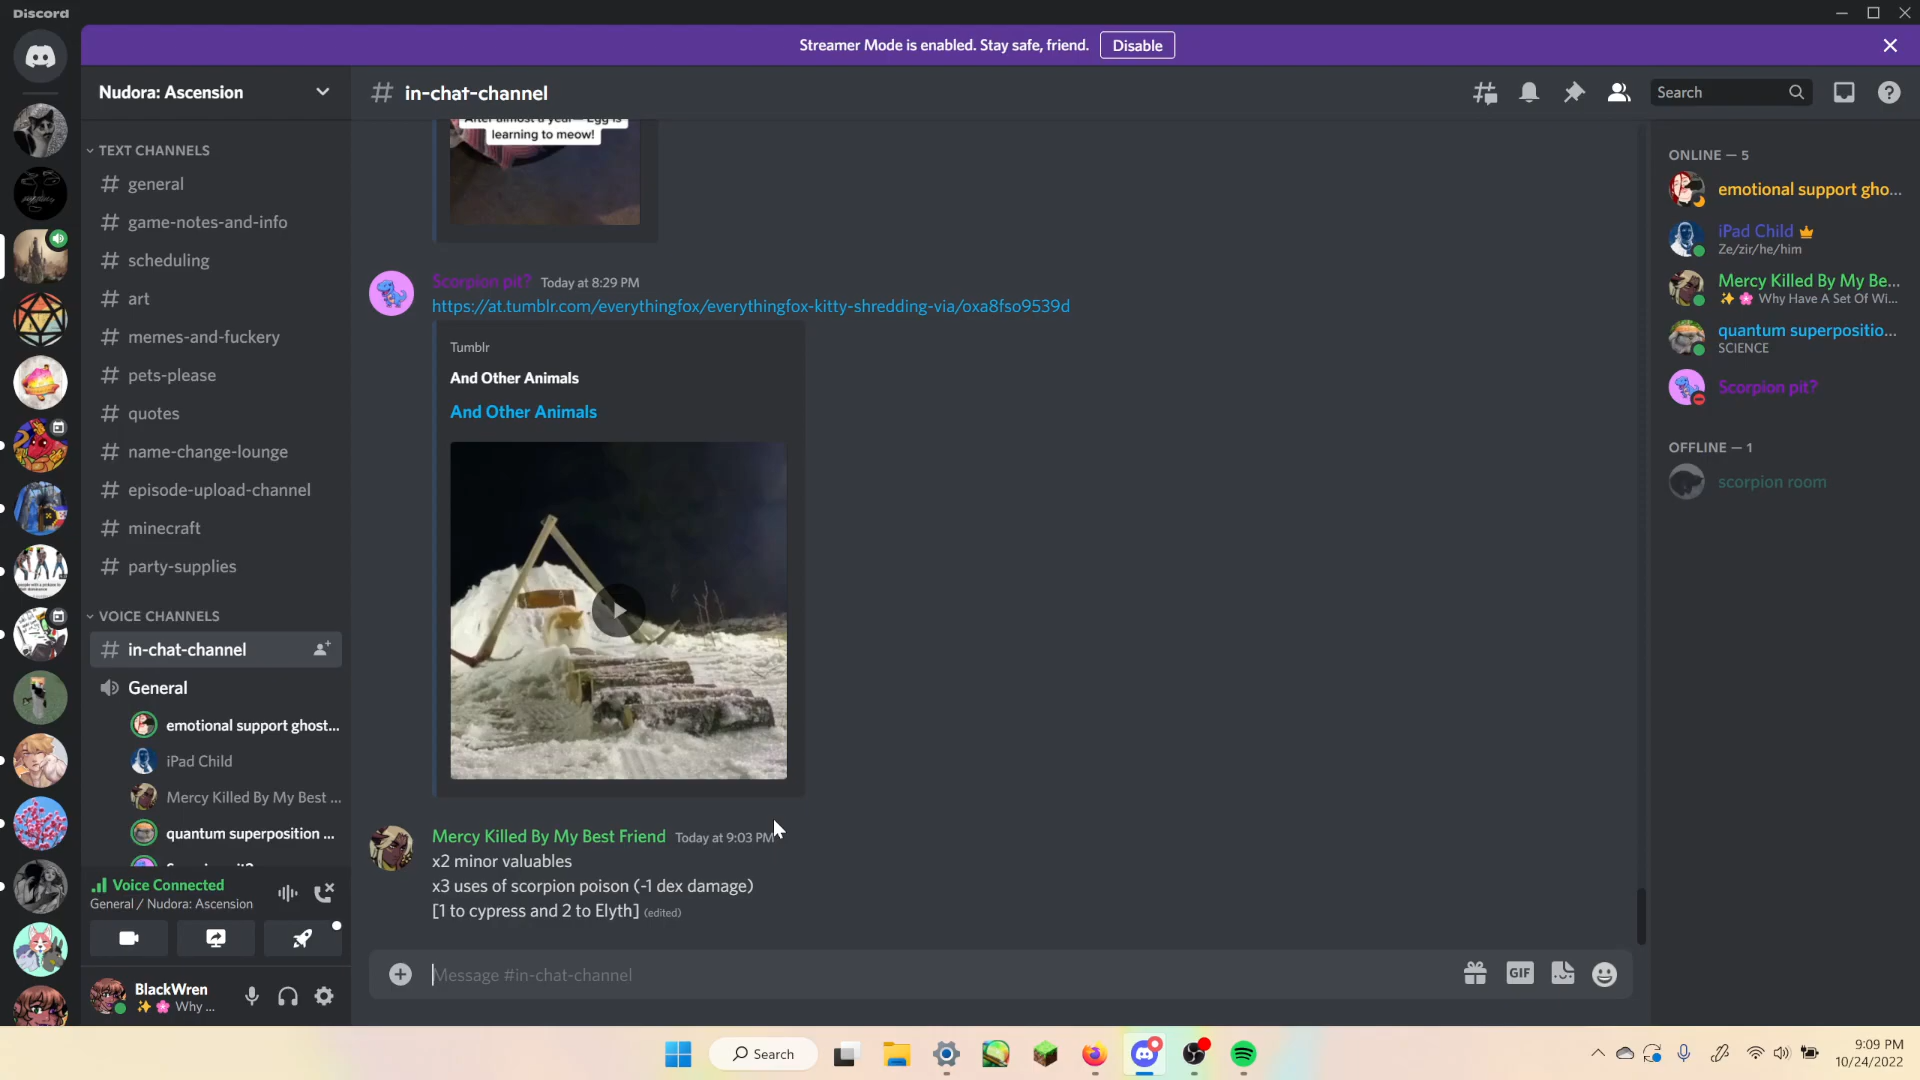 Discord
Streamer Mode is enabled. Stay safe, friend.
Disable
Nudora: Ascension
in-chat-channel
Search
TEXT CHANNELS
general
game-notes-and-info
scheduling
art
memes-and-fuckery
pets-please
quotes
name-change-lounge
episode-upload-channel
minecraft
party-supplies
VOICE CHANNELS
in-chat-channel
General
emotional support ghost...
iPad Child
Mercy Killed By My Best ...
quantum superposition ...
Voice Connected
General / Nudora: Ascension
BlackWren
✨ 🌸 Why ...
After almost a year— Egg is
learning to meow!
Scorpion pit? Today at 8:29 PM
https://at.tumblr.com/everythingfox/everythingfox-kitty-shredding-via/oxa8fso9539d
Tumblr
And Other Animals
And Other Animals
Mercy Killed By My Best Friend Today at 9:03 PM
x2 minor valuables
x3 uses of scorpion poison (-1 dex damage)
[1 to cypress and 2 to Elyth] (edited)
Message #in-chat-channel
GIF
ONLINE — 5
emotional support gho...
iPad Child
Ze/zir/he/him
Mercy Killed By My Be...
✨ 🌸 Why Have A Set Of Wi...
quantum superpositio...
SCIENCE
Scorpion pit?
OFFLINE — 1
scorpion room
Search
9:09 PM
10/24/2022